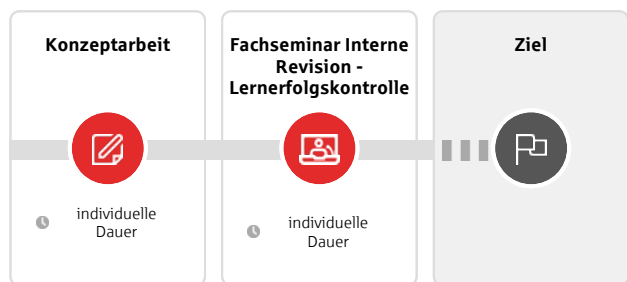 Konzeptarbeit
individuelle
Dauer
Fachseminar Interne
Revision -
Lernerfolgskontrolle
individuelle
Dauer
Ziel